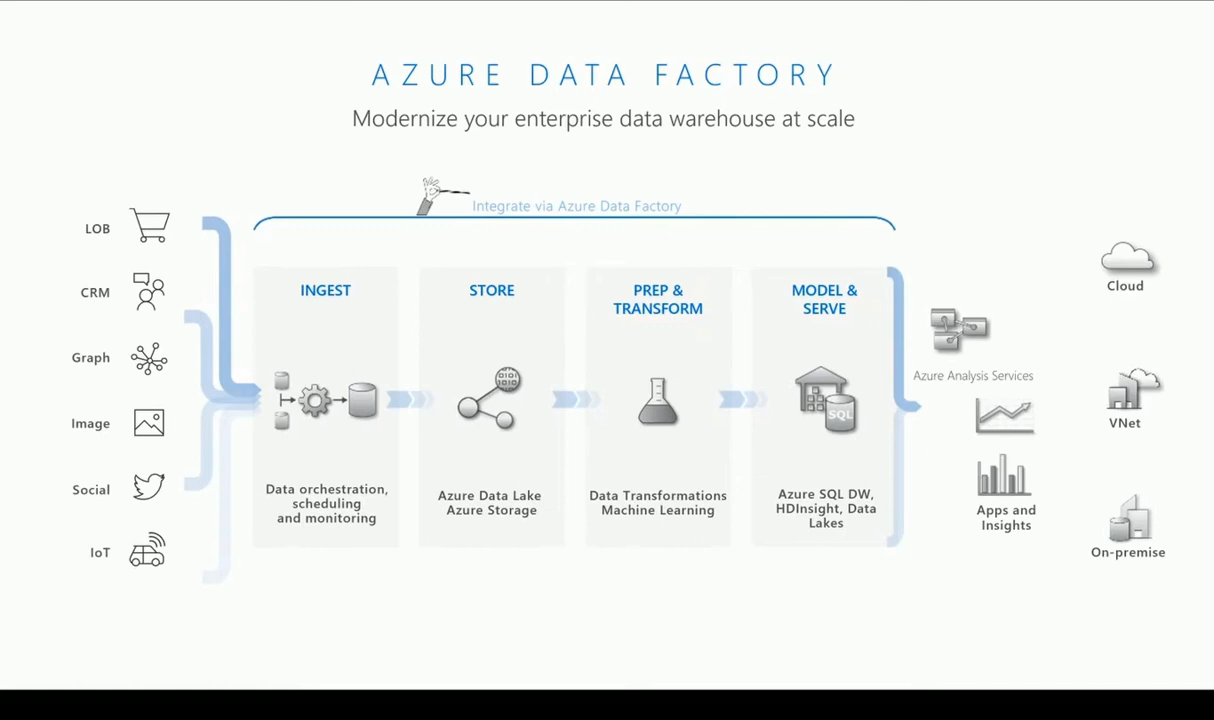 AZURE DATA FACTORY
Modernize your enterprise data warehouse at scale
Integrate via Azure Data Factory
LOB
CRM
Graph
Image
Social
IoT
INGEST
Data orchestration,
scheduling
and monitoring
STORE
0101
1010
Azure Data Lake
Azure Storage
PREP &
TRANSFORM
Data Transformations
Machine Learning
MODEL &
SERVE
SQL
Azure SQL DW,
HDInsight, Data
Lakes
Azure Analysis Services
Apps and
Insights
Cloud
VNet
On-premise